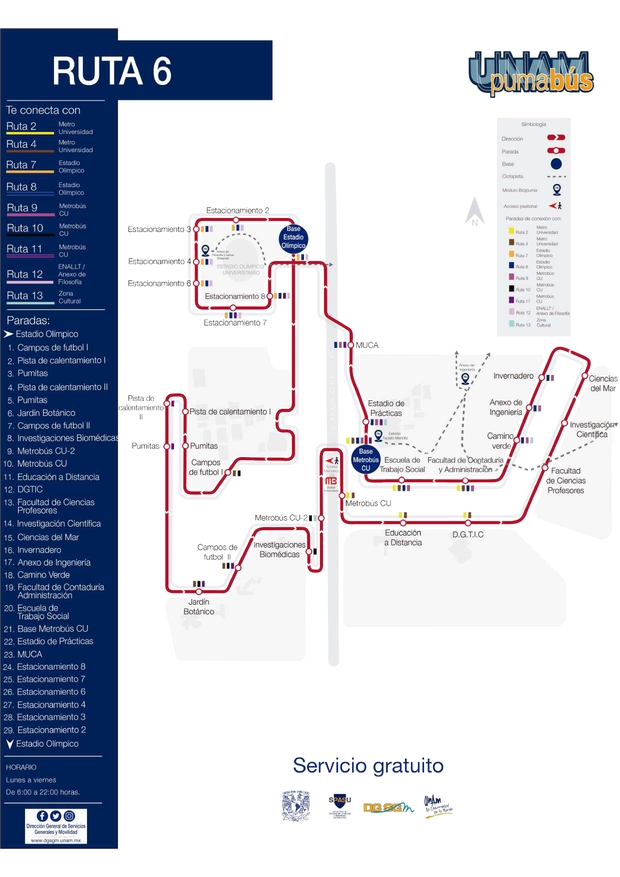 RUTA 6
UNAM
pumabús
Te conecta con
Ruta 2 Metro Universidad
Ruta 4 Metro Universidad
Ruta 7 Estadio Olímpico
Ruta 8 Estadio Olímpico
Ruta 9 Metrobús CU
Ruta 10 Metrobús CU
Ruta 11 Metrobús CU
Ruta 12 ENALLT / Anexo de Filosofía
Ruta 13 Zona Cultural
Paradas:
Estadio Olímpico
1. Campos de futbol I
2. Pista de calentamiento I
3. Pumitas
4. Pista de calentamiento II
5. Pumitas
6. Jardín Botánico
7. Campos de futbol II
8. Investigaciones Biomédicas
9. Metrobús CU-2
10. Metrobús CU
11. Educación a Distancia
12. DGTIC
13. Facultad de Ciencias
Profesores
14. Investigación Científica
15. Ciencias del Mar
16. Invernadero
17. Anexo de Ingeniería
18. Camino Verde
19. Facultad de Contaduría
Administración
20. Escuela de
Trabajo Social
21. Base Metrobús CU
22. Estadio de Prácticas
23. MUCA
24. Estacionamiento 8
25. Estacionamiento 7
26. Estacionamiento 6
27. Estacionamiento 4
28. Estacionamiento 3
29. Estacionamiento 2
Estadio Olímpico
HORARIO
Lunes a viernes
De 6:00 a 22:00 horas.
Dirección General de Servicios
Generales y Movilidad
www.dgsgm.unam.mx
Simbología
Dirección
Parada
Base
Ciclopista
Módulo Bicipuma
Acceso peatonal
Paradas de conexión con:
Ruta 2 Metro Universidad
Ruta 4 Metro Universidad
Ruta 7 Estadio Olímpico
Ruta 8 Estadio Olímpico
Ruta 9 Metrobús CU
Ruta 10 Metrobús CU
Ruta 11 Metrobús CU
Ruta 12 ENALLT / Anexo de Filosofía
Ruta 13 Zona Cultural
N
Estacionamiento 2
Estacionamiento 3
Base
Estadio
Olímpico
Estacionamiento 4
ESTADIO OLÍMPICO
UNIVERSITARIO
Estacionamiento 6
Estacionamiento 8
Estacionamiento 7
MUCA
Anexo de
Ingeniería
Invernadero
Ciencias
del Mar
Pista de
calentamiento
II
Pista de calentamiento I
Estadio de
Prácticas
Anexo de
Ingeniería
Investigación
Científica
Pumitas
Pumitas
Camino
verde
Base
Metrobús
CU
Campos
de futbol I
Escuela de
Trabajo Social
Facultad de Contaduría
y Administración
Facultad
de Ciencias
Profesores
MB
Metrobús CU
Metrobús CU-2
Educación
a Distancia
D.G.T.I.C
Campos de
futbol II
Investigaciones
Biomédicas
Jardín
Botánico
Servicio gratuito
DGSGM